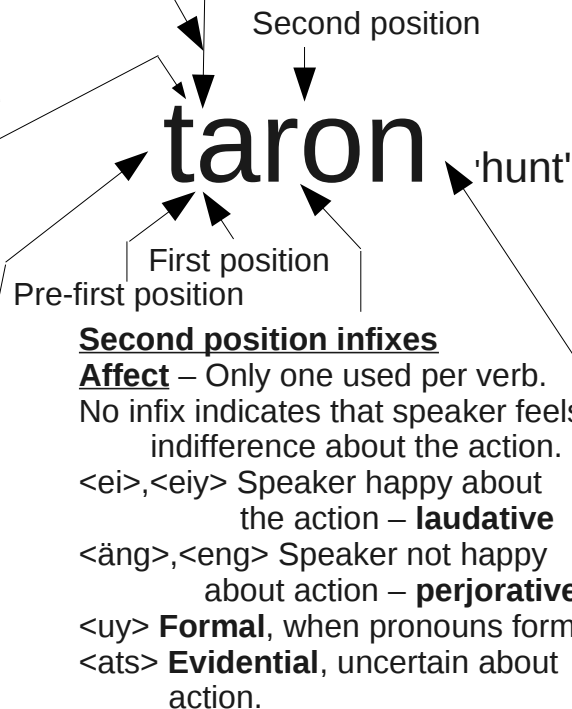 Second position
taron 'hunt'
First position
Pre-first position
Second position infixes
Affect – Only one used per verb.
No infix indicates that speaker feels
indifference about the action.
<ei>,<eiy> Speaker happy about
the action – laudative
<äng>,<eng> Speaker not happy
about action – perjorative
<uy> Formal, when pronouns form
<ats> Evidential, uncertain about
action.